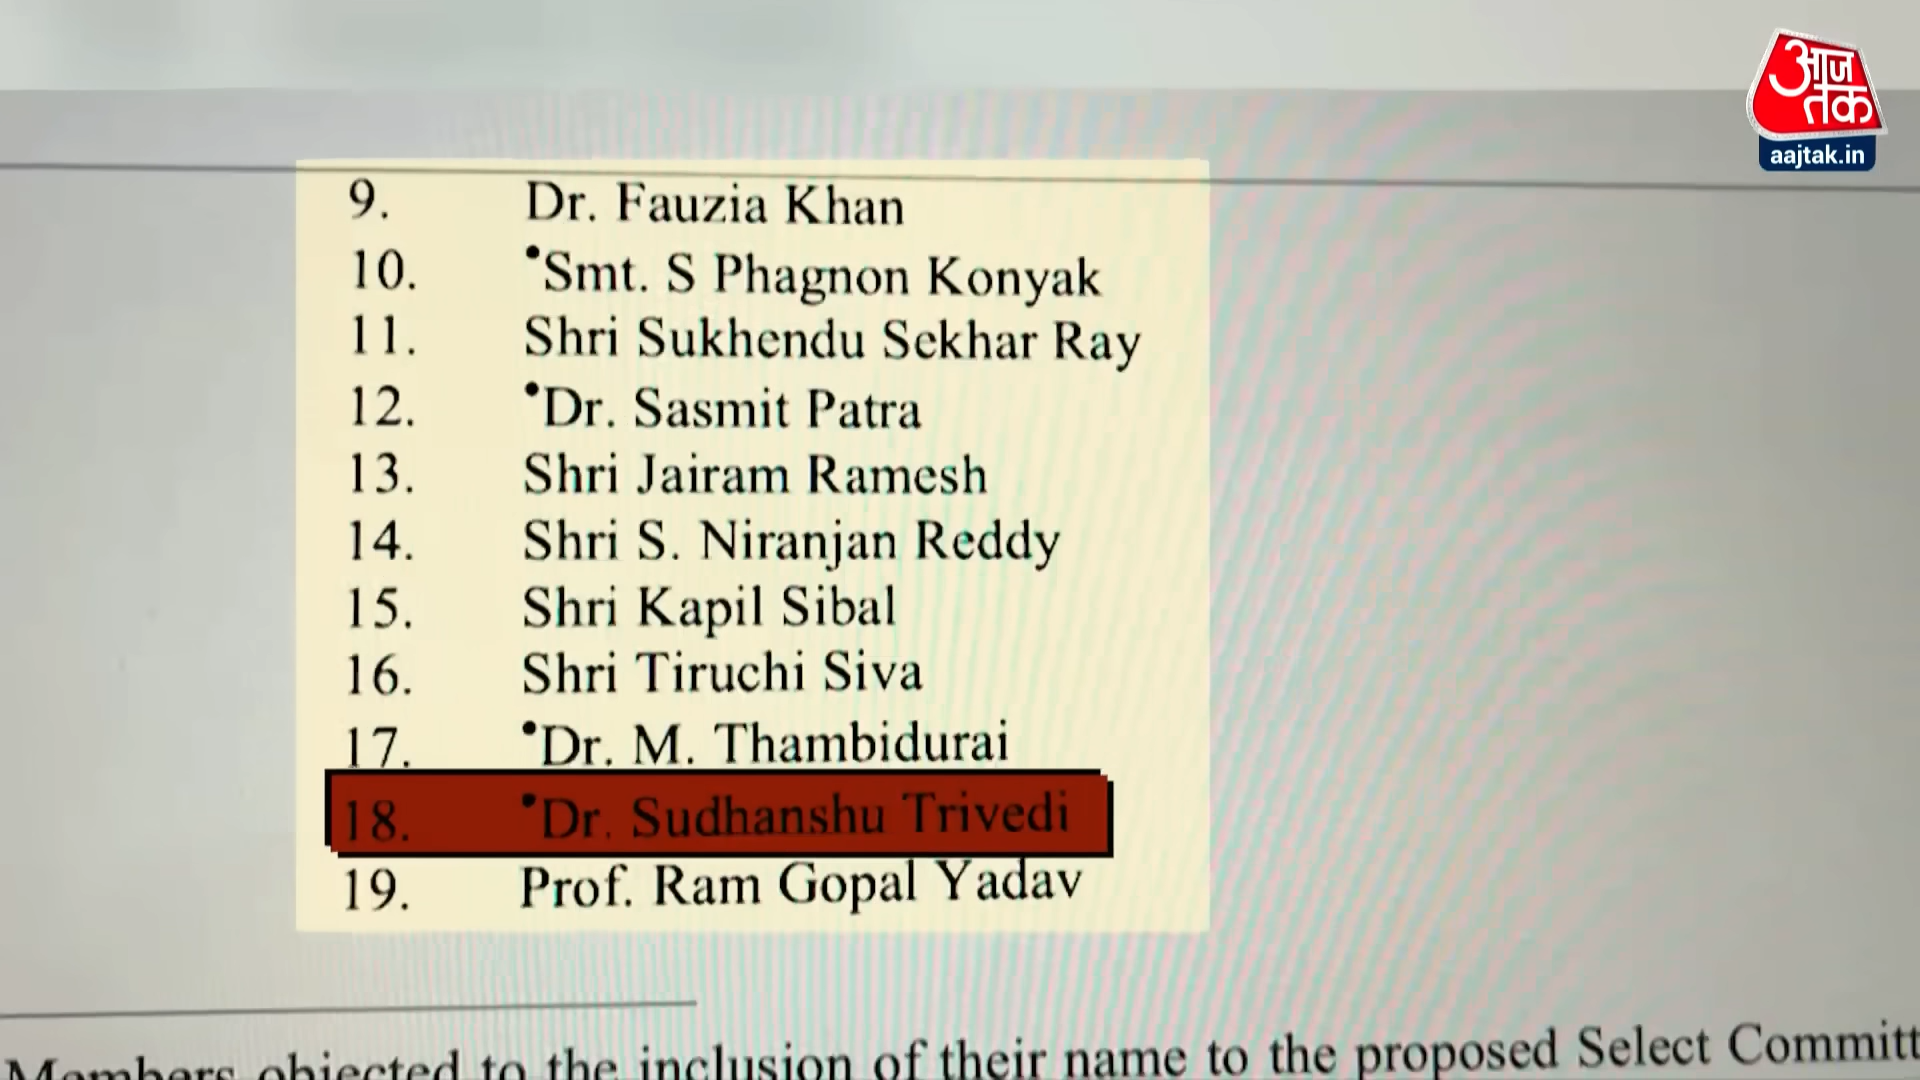 आज
तक
aajtak.in
9. Dr. Fauzia Khan
10. •Smt. S Phagnon Konyak
11. Shri Sukhendu Sekhar Ray
12. •Dr. Sasmit Patra
13. Shri Jairam Ramesh
14. Shri S. Niranjan Reddy
15. Shri Kapil Sibal
16. Shri Tiruchi Siva
17. •Dr. M. Thambidurai
18. •Dr. Sudhanshu Trivedi
19. Prof. Ram Gopal Yadav
Members objected to the inclusion of their name to the proposed Select Committ